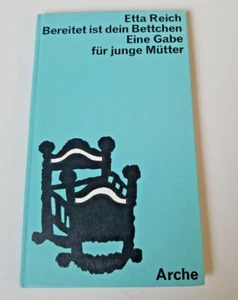 Etta Reich
Bereitet ist dein Bettchen
Eine Gabe
für junge Mütter
Arche